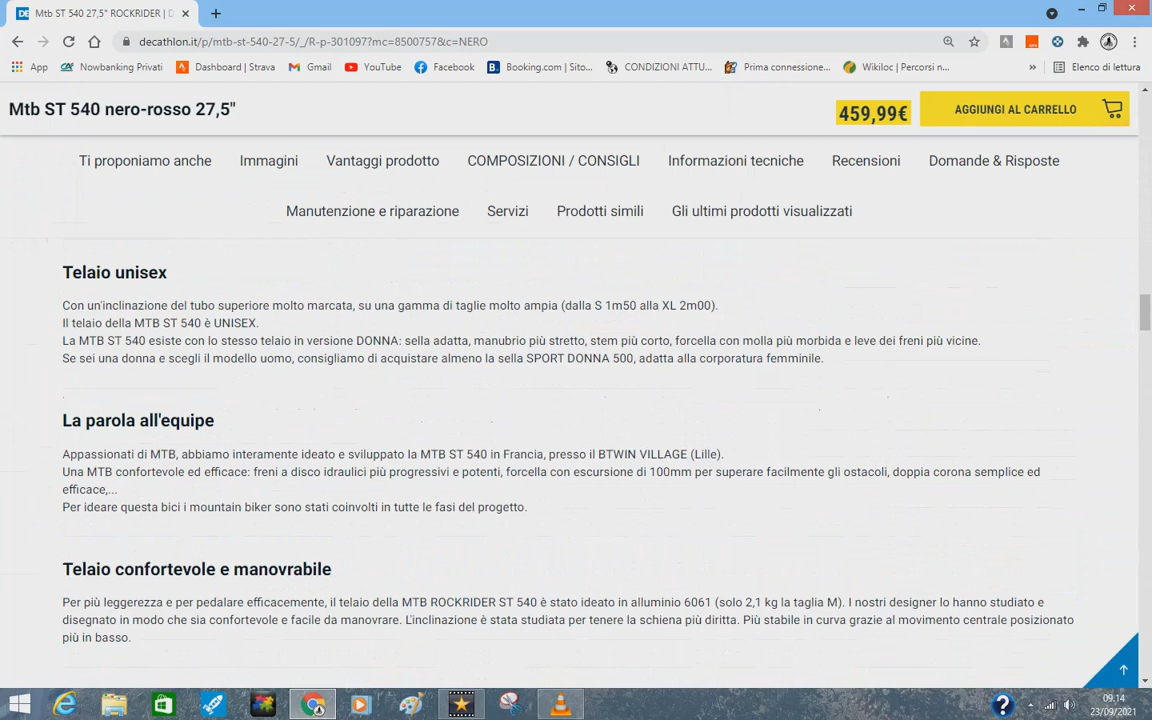 Mtb ST 540 27,5" ROCKRIDER | D
decathlon.it/p/mtb-st-540-27-5/_/R-p-301097?mc=8500757&c=NERO
App
Nowbanking Privati
Dashboard | Strava
Gmail
YouTube
Facebook
Booking.com | Sito...
CONDIZIONI ATTU...
Prima connessione...
Wikiloc | Percorsi n...
»
Elenco di lettura
Mtb ST 540 nero-rosso 27,5"
459,99€
AGGIUNGI AL CARRELLO
Ti proponiamo anche
Immagini
Vantaggi prodotto
COMPOSIZIONI / CONSIGLI
Informazioni tecniche
Recensioni
Domande & Risposte
Manutenzione e riparazione
Servizi
Prodotti simili
Gli ultimi prodotti visualizzati
Telaio unisex
Con un'inclinazione del tubo superiore molto marcata, su una gamma di taglie molto ampia (dalla S 1m50 alla XL 2m00).
Il telaio della MTB ST 540 è UNISEX.
La MTB ST 540 esiste con lo stesso telaio in versione DONNA: sella adatta, manubrio più stretto, stem più corto, forcella con molla più morbida e leve dei freni più vicine.
Se sei una donna e scegli il modello uomo, consigliamo di acquistare almeno la sella SPORT DONNA 500, adatta alla corporatura femminile.
La parola all'equipe
Appassionati di MTB, abbiamo interamente ideato e sviluppato la MTB ST 540 in Francia, presso il BTWIN VILLAGE (Lille).
Una MTB confortevole ed efficace: freni a disco idraulici più progressivi e potenti, forcella con escursione di 100mm per superare facilmente gli ostacoli, doppia corona semplice ed
efficace,...
Per ideare questa bici i mountain biker sono stati coinvolti in tutte le fasi del progetto.
Telaio confortevole e manovrabile
Per più leggerezza e per pedalare efficacemente, il telaio della MTB ROCKRIDER ST 540 è stato ideato in alluminio 6061 (solo 2,1 kg la taglia M). I nostri designer lo hanno studiato e
disegnato in modo che sia confortevole e facile da manovrare. L'inclinazione è stata studiata per tenere la schiena più diritta. Più stabile in curva grazie al movimento centrale posizionato
più in basso.
09.14
23/09/2021